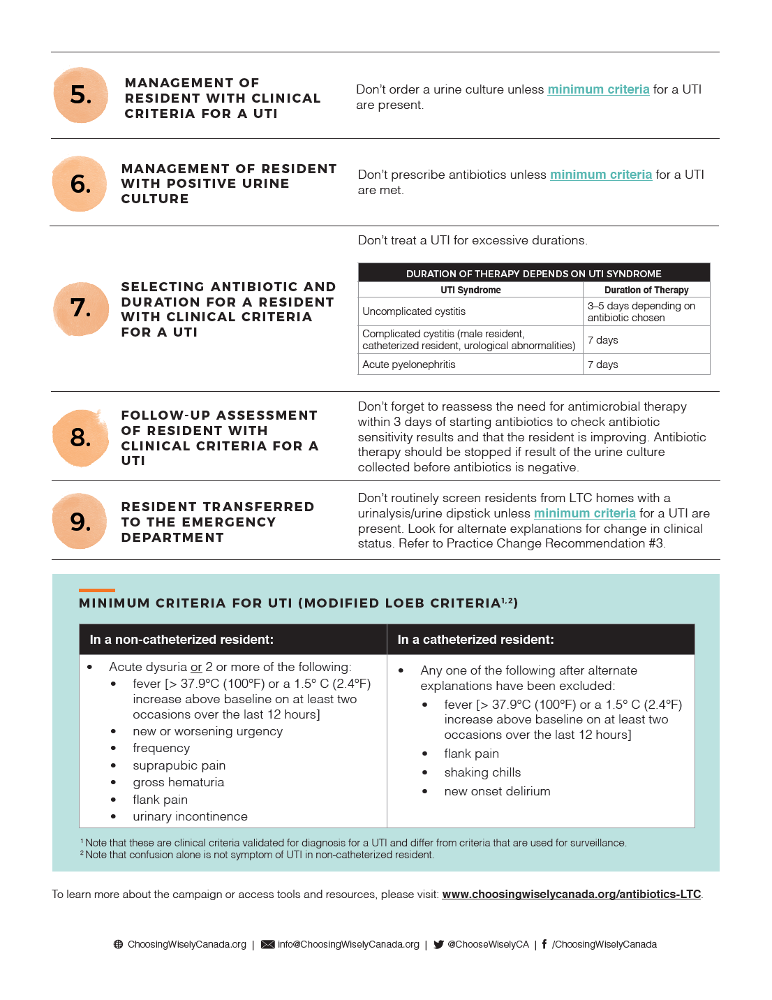 5.
MANAGEMENT OF
RESIDENT WITH CLINICAL
CRITERIA FOR A UTI
Don’t order a urine culture unless minimum criteria for a UTI
are present.
6.
MANAGEMENT OF RESIDENT
WITH POSITIVE URINE
CULTURE
Don’t prescribe antibiotics unless minimum criteria for a UTI
are met.
7.
SELECTING ANTIBIOTIC AND
DURATION FOR A RESIDENT
WITH CLINICAL CRITERIA
FOR A UTI
Don’t treat a UTI for excessive durations.
DURATION OF THERAPY DEPENDS ON UTI SYNDROME
UTI Syndrome
Duration of Therapy
Uncomplicated cystitis
3–5 days depending on
antibiotic chosen
Complicated cystitis (male resident,
catheterized resident, urological abnormalities)
7 days
Acute pyelonephritis
7 days
8.
FOLLOW-UP ASSESSMENT
OF RESIDENT WITH
CLINICAL CRITERIA FOR A
UTI
Don’t forget to reassess the need for antimicrobial therapy
within 3 days of starting antibiotics to check antibiotic
sensitivity results and that the resident is improving. Antibiotic
therapy should be stopped if result of the urine culture
collected before antibiotics is negative.
9.
RESIDENT TRANSFERRED
TO THE EMERGENCY
DEPARTMENT
Don’t routinely screen residents from LTC homes with a
urinalysis/urine dipstick unless minimum criteria for a UTI are
present. Look for alternate explanations for change in clinical
status. Refer to Practice Change Recommendation #3.
MINIMUM CRITERIA FOR UTI (MODIFIED LOEB CRITERIA¹,²)
In a non-catheterized resident:
• Acute dysuria or 2 or more of the following:
• fever [> 37.9°C (100°F) or a 1.5° C (2.4°F)
increase above baseline on at least two
occasions over the last 12 hours]
• new or worsening urgency
• frequency
• suprapubic pain
• gross hematuria
• flank pain
• urinary incontinence
In a catheterized resident:
• Any one of the following after alternate
explanations have been excluded:
• fever [> 37.9°C (100°F) or a 1.5° C (2.4°F)
increase above baseline on at least two
occasions over the last 12 hours]
• flank pain
• shaking chills
• new onset delirium
¹ Note that these are clinical criteria validated for diagnosis for a UTI and differ from criteria that are used for surveillance.
² Note that confusion alone is not symptom of UTI in non-catheterized resident.
To learn more about the campaign or access tools and resources, please visit: www.choosingwiselycanada.org/antibiotics-LTC.
ChoosingWiselyCanada.org | info@ChoosingWiselyCanada.org | @ChooseWiselyCA | /ChoosingWiselyCanada